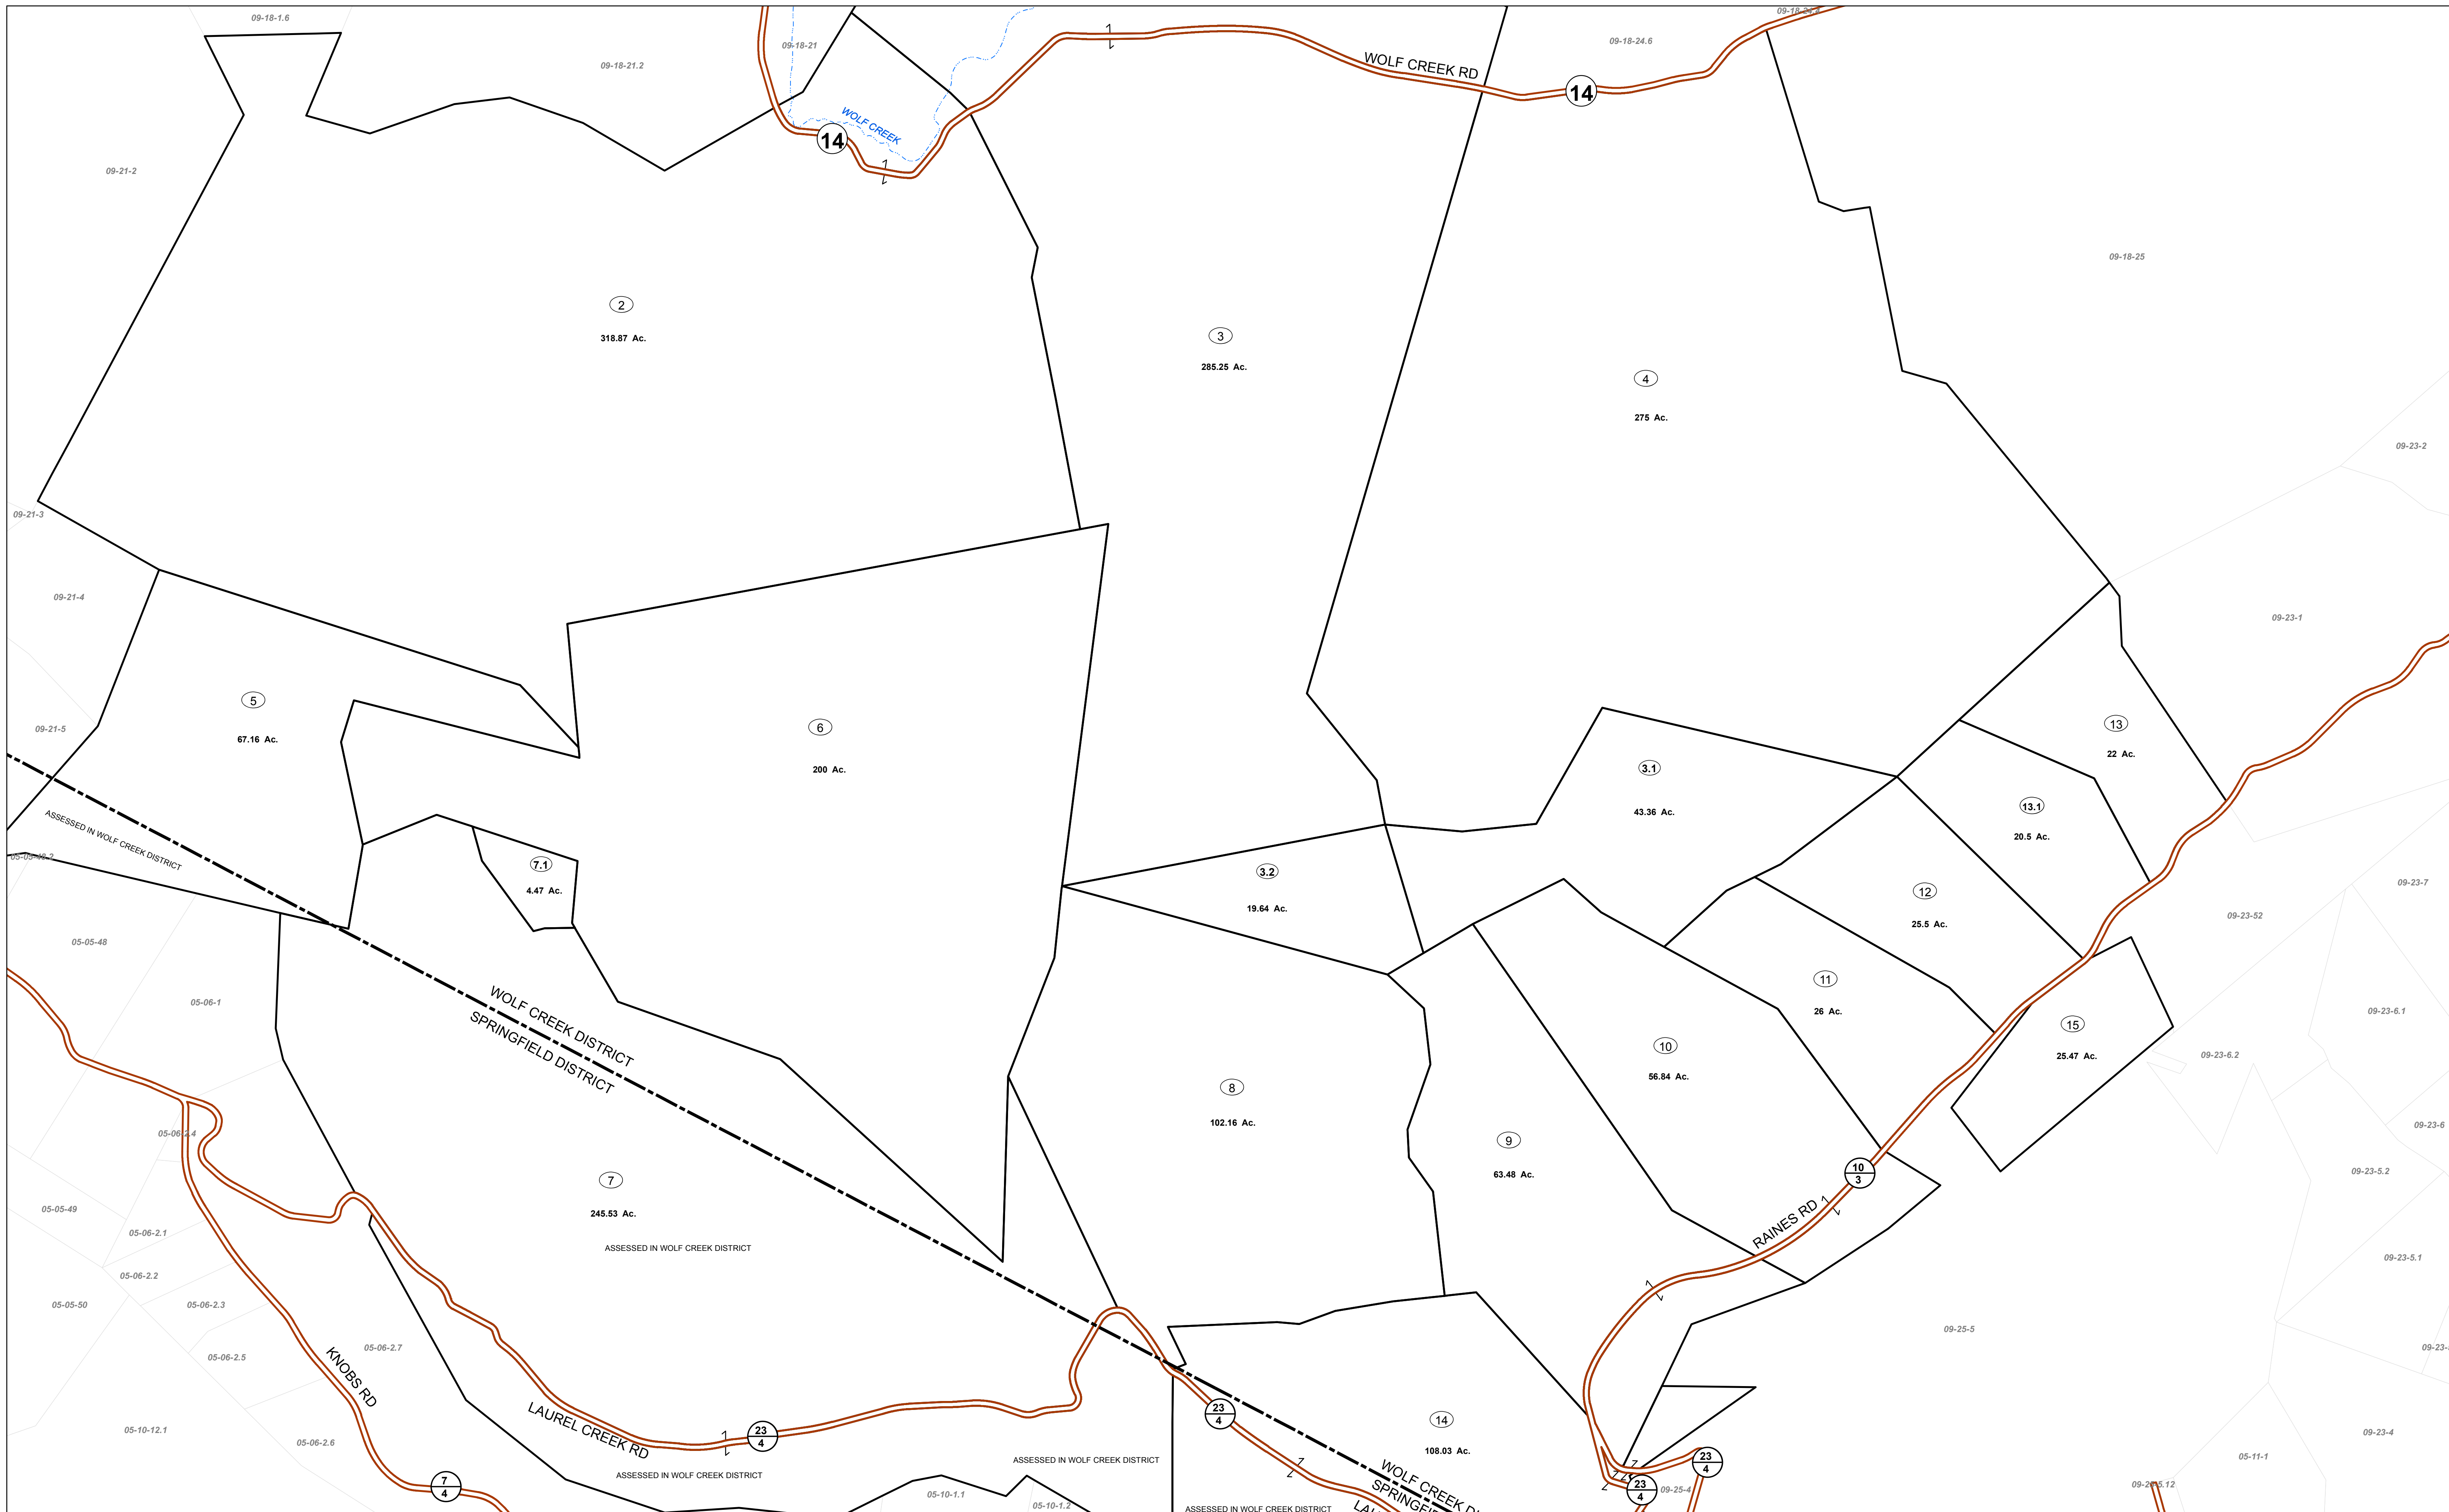 09-18-1.6
09-18-21
09-18-24.4
09-18-24.6
09-18-21.2
WOLF CREEK RD
14
WOLF CREEK
14
09-21-2
09-18-25
2
318.87 Ac.
3
285.25 Ac.
4
275 Ac.
09-23-2
09-21-3
09-21-4
09-23-1
5
67.16 Ac.
09-21-5
6
200 Ac.
13
22 Ac.
3.1
43.36 Ac.
13.1
20.5 Ac.
ASSESSED IN WOLF CREEK DISTRICT
05-05-48.2
7.1
4.47 Ac.
3.2
19.64 Ac.
12
25.5 Ac.
09-23-7
09-23-52
05-05-48
05-06-1
WOLF CREEK DISTRICT
SPRINGFIELD DISTRICT
11
26 Ac.
15
25.47 Ac.
09-23-6.1
09-23-6.2
10
56.84 Ac.
8
102.16 Ac.
05-06-2.4
9
63.48 Ac.
09-23-6
10
3
09-23-5.2
7
245.53 Ac.
05-05-49
RAINES RD
05-06-2.1
ASSESSED IN WOLF CREEK DISTRICT
09-23-5.1
05-06-2.2
05-05-50
05-06-2.3
09-25-5
05-06-2.7
05-06-2.5
KNOBS RD
LAUREL CREEK RD
23
4
23
4
14
108.03 Ac.
05-10-12.1
05-06-2.6
09-23-4
05-11-1
ASSESSED IN WOLF CREEK DISTRICT
ASSESSED IN WOLF CREEK DISTRICT
23
4
7
4
23
4
09-25-4
05-10-1.1
05-10-1.2
ASSESSED IN WOLF CREEK DISTRICT
WOLF CREEK